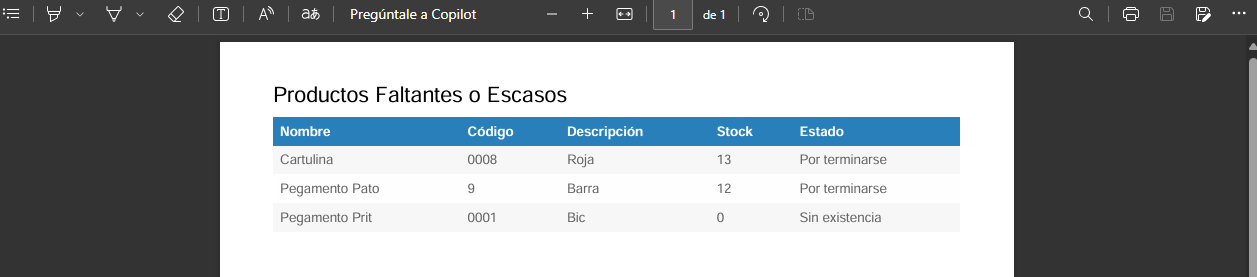 Pregúntale a Copilot 1 de 1
Productos Faltantes o Escasos
Nombre Código Descripción Stock Estado
Cartulina 0008 Roja 13 Por terminarse
Pegamento Pato 9 Barra 12 Por terminarse
Pegamento Prit 0001 Bic 0 Sin existencia